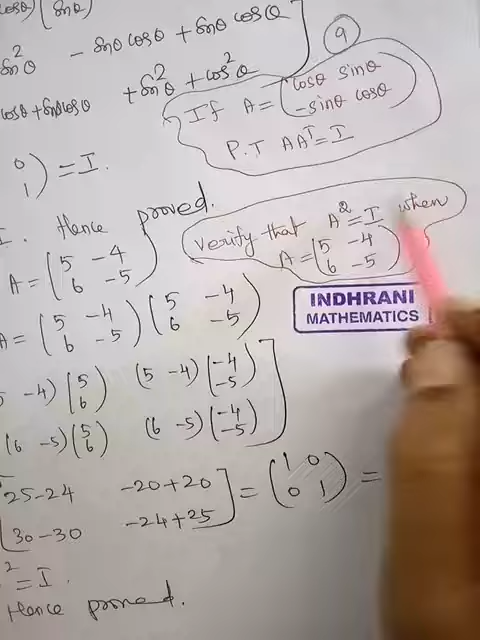 cosθ) (sinθ)
sin²θ - sinθ cosθ + sinθ cosθ
cosθ + sinθ cosθ + sin²θ + cos²θ
9
If A = (cosθ sinθ
-sinθ cosθ)
P.T AAᵀ = I
0
1) = I.
I. Hence proved.
Verify that A² = I when
A = (5 -4
6 -5)
A = (5 -4
6 -5)
A = (5 -4
6 -5) (5 -4
6 -5)
INDHRANI
MATHEMATICS
5 -4) (5
6) (5 -4) (-4
-5)
(6 -5) (5
6) (6 -5) (-4
-5)
25-24 -20+20
30-30 -24+25] = (1 0
0 1) =
² = I.
Hence proved.